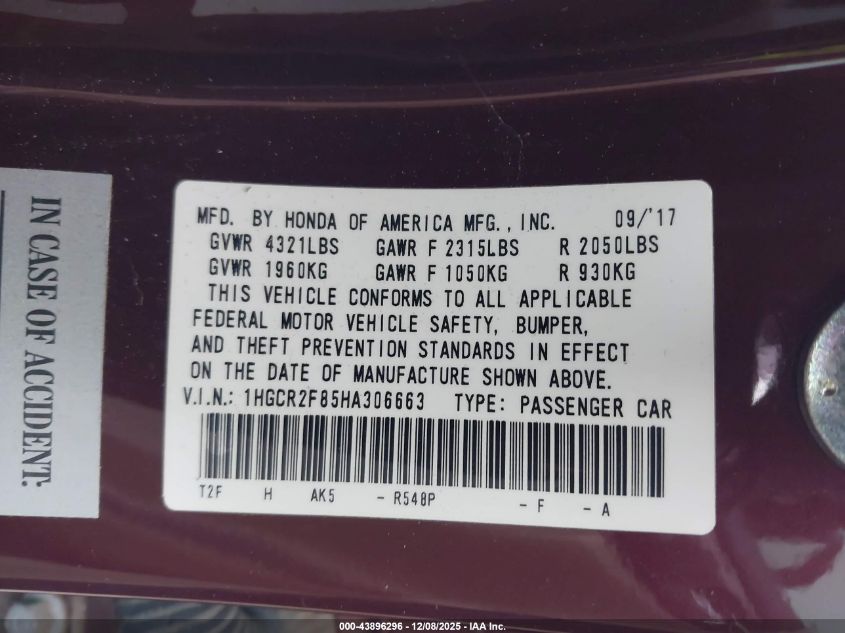 IN CASE OF ACCIDENT:
MFD. BY HONDA OF AMERICA MFG., INC. 09/'17
GVWR 4321LBS GAWR F 2315LBS R 2050LBS
GVWR 1960KG GAWR F 1050KG R 930KG
THIS VEHICLE CONFORMS TO ALL APPLICABLE
FEDERAL MOTOR VEHICLE SAFETY, BUMPER,
AND THEFT PREVENTION STANDARDS IN EFFECT
ON THE DATE OF MANUFACTURE SHOWN ABOVE.
V.I.N.: 1HGCR2F85HA306663 TYPE: PASSENGER CAR
T2F H AK5 - R548P - F - A
000-43896296 - 12/08/2025 - IAA Inc.